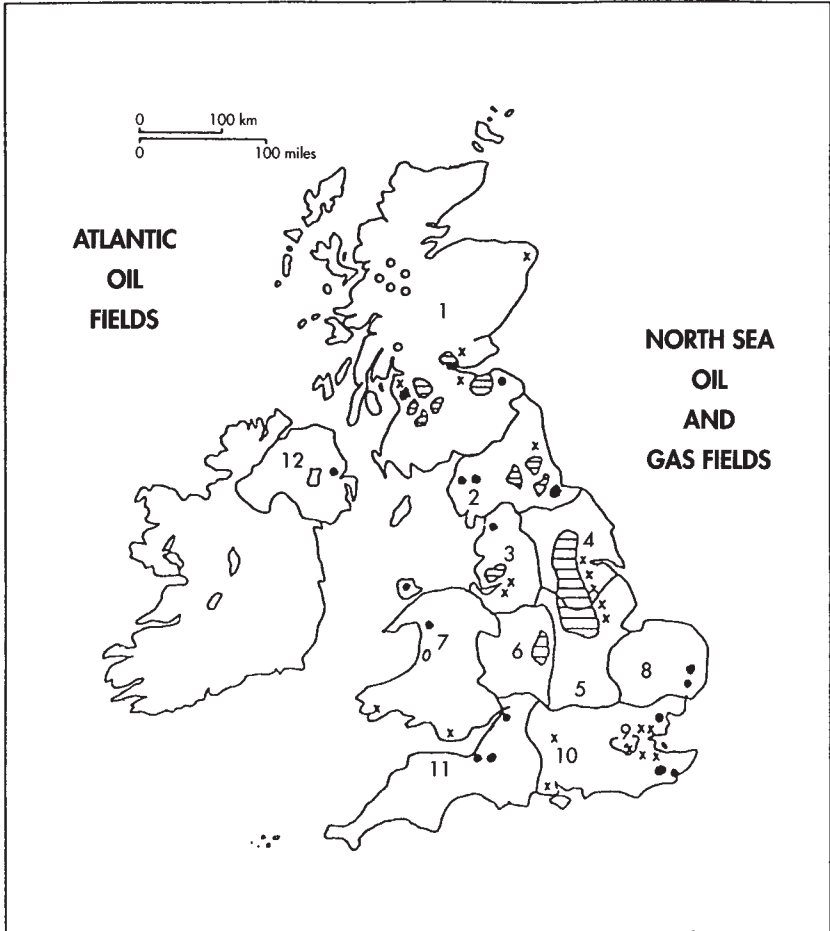 0 100 km
0 100 miles
ATLANTIC
OIL
FIELDS
NORTH SEA
OIL
AND
GAS FIELDS
1
12
2
3
4
7
6
5
8
9
10
11